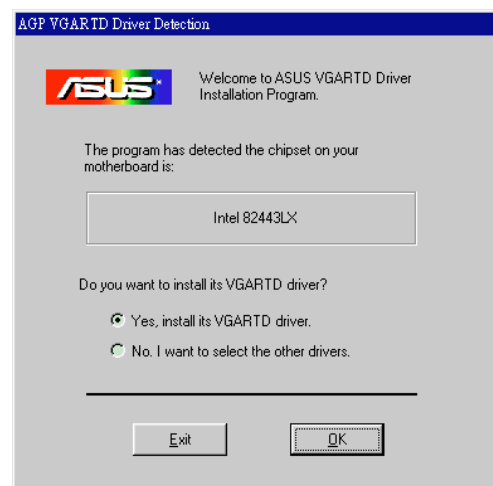 AGP VGARTD Driver Detection
ASUS
Welcome to ASUS VGARTD Driver
Installation Program.
The program has detected the chipset on your
motherboard is:
Intel 82443LX
Do you want to install its VGARTD driver?
Yes, install its VGARTD driver.
No. I want to select the other drivers.
Exit
OK